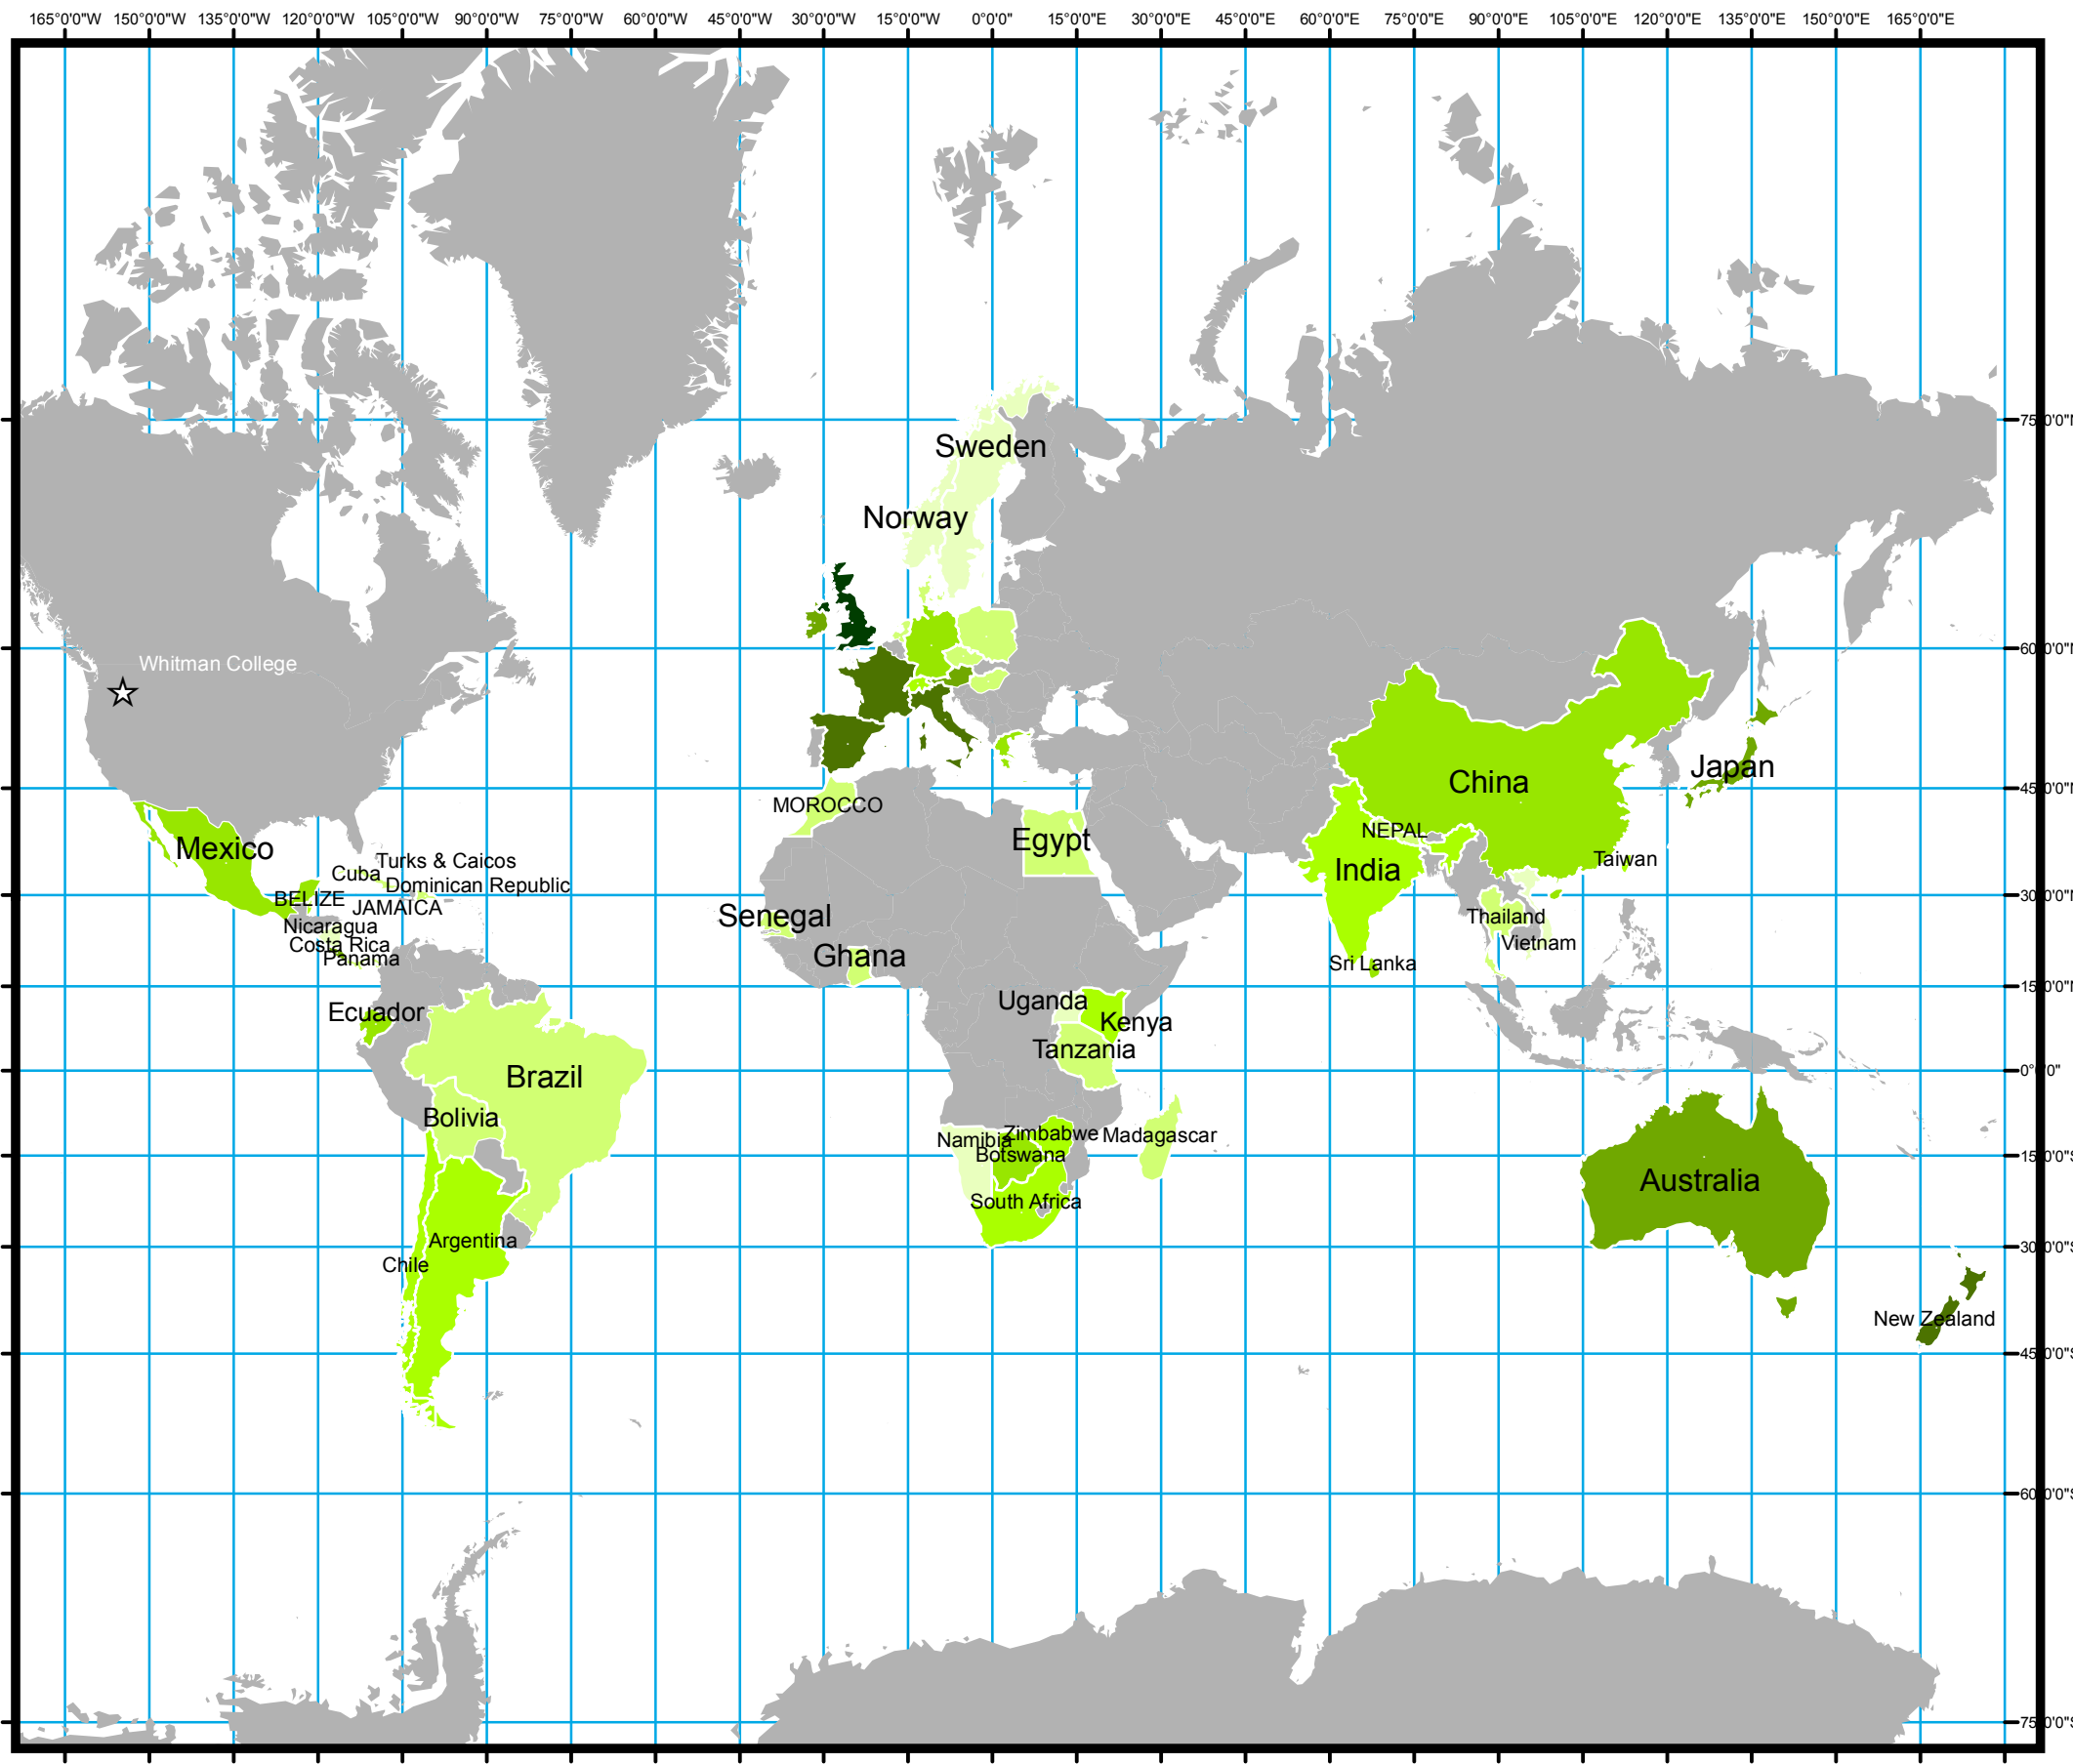 165°0'0"W 150°0'0"W 135°0'0"W 120°0'0"W 105°0'0"W 90°0'0"W 75°0'0"W 60°0'0"W 45°0'0"W 30°0'0"W 15°0'0"W 0°0'0" 15°0'0"E 30°0'0"E 45°0'0"E 60°0'0"E 75°0'0"E 90°0'0"E 105°0'0"E 120°0'0"E 135°0'0"E 150°0'0"E 165°0'0"E
Sweden
Norway
Whitman College
Japan
China
MOROCCO
NEPAL
Egypt
Mexico
Taiwan
Turks & Caicos
India
Cuba
Dominican Republic
BELIZE
JAMAICA
Senegal
Thailand
Nicaragua
Vietnam
Costa Rica
Ghana
Panama
Sri Lanka
Uganda
Ecuador
Kenya
Tanzania
Brazil
Bolivia
Zimbabwe
Madagascar
Namibia
Botswana
Australia
South Africa
Argentina
Chile
New Zealand